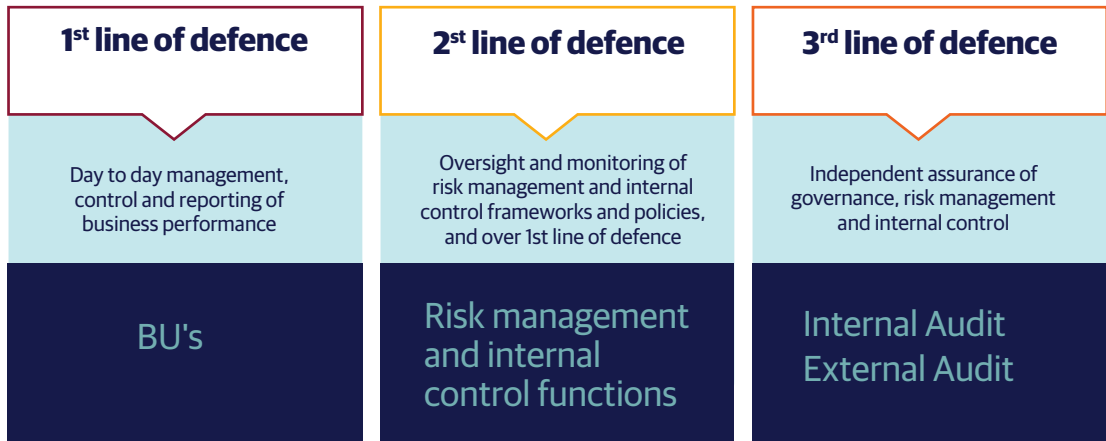 1st line of defence
Day to day management,
control and reporting of
business performance
BU's
2st line of defence
Oversight and monitoring of
risk management and internal
control frameworks and policies,
and over 1st line of defence
Risk management
and internal
control functions
3rd line of defence
Independent assurance of
governance, risk management
and internal control
Internal Audit
External Audit